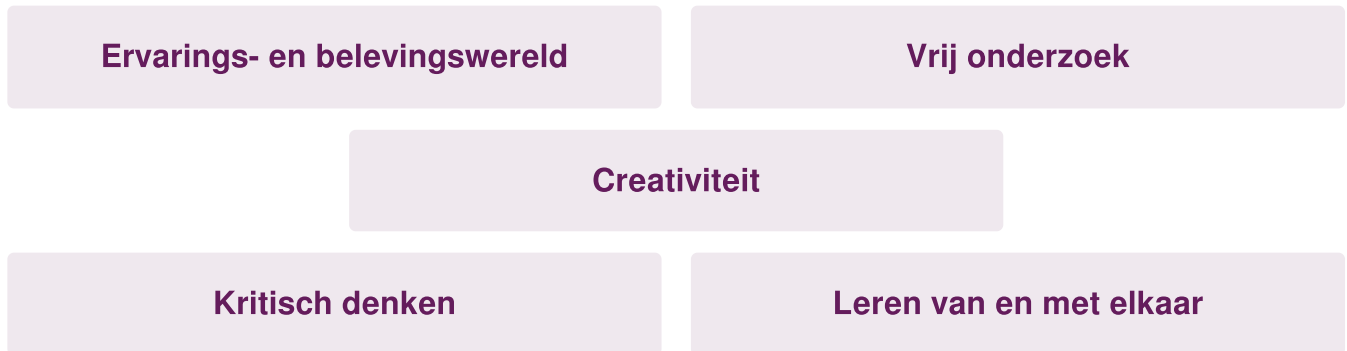 Ervarings- en belevingswereld
Vrij onderzoek
Creativiteit
Kritisch denken
Leren van en met elkaar